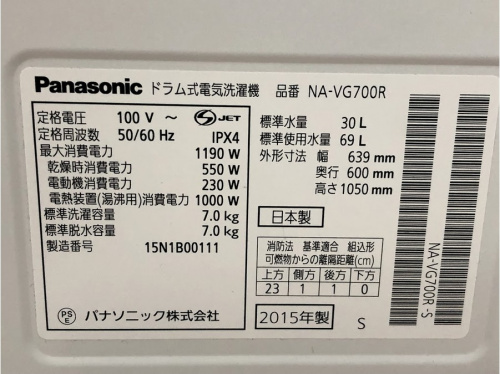 Panasonic ドラム式電気洗濯機 品番 NA-VG700R
定格電圧 100 V ～ JET
定格周波数 50/60 Hz IPX4
最大消費電力 1190 W
乾燥時消費電力 550 W
電動機消費電力 230 W
電熱装置(湯沸用)消費電力 1000 W
標準洗濯容量 7.0 kg
標準脱水容量 7.0 kg
製造番号 15N1B00111
標準水量 30 L
標準使用水量 69 L
外形寸法 幅 639 mm
奥行 600 mm
高さ 1050 mm
日本製
消防法 基準適合 組込形
可燃物からの離隔距離(cm)
上方 側方 後方 下方
23 1 1 0
PS
E
パナソニック株式会社
2015年製 S
NA-VG700R -S